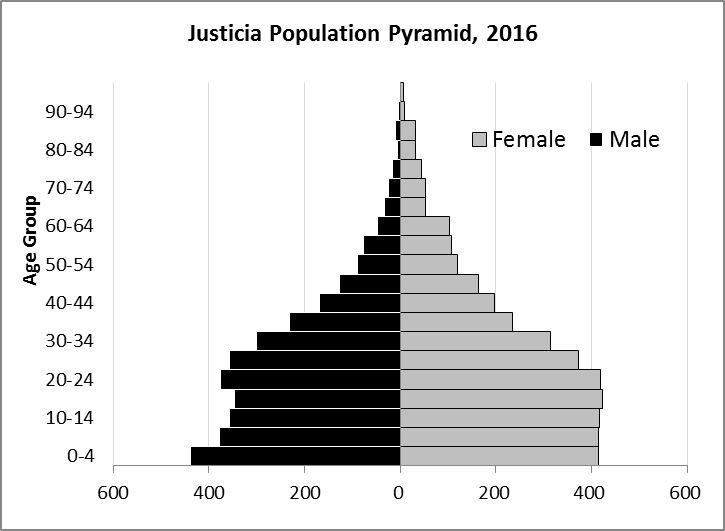 Justicia Population Pyramid, 2016
Female
Male
Age Group
90-94
80-84
70-74
60-64
50-54
40-44
30-34
20-24
10-14
0-4
600 400 200 0 200 400 600